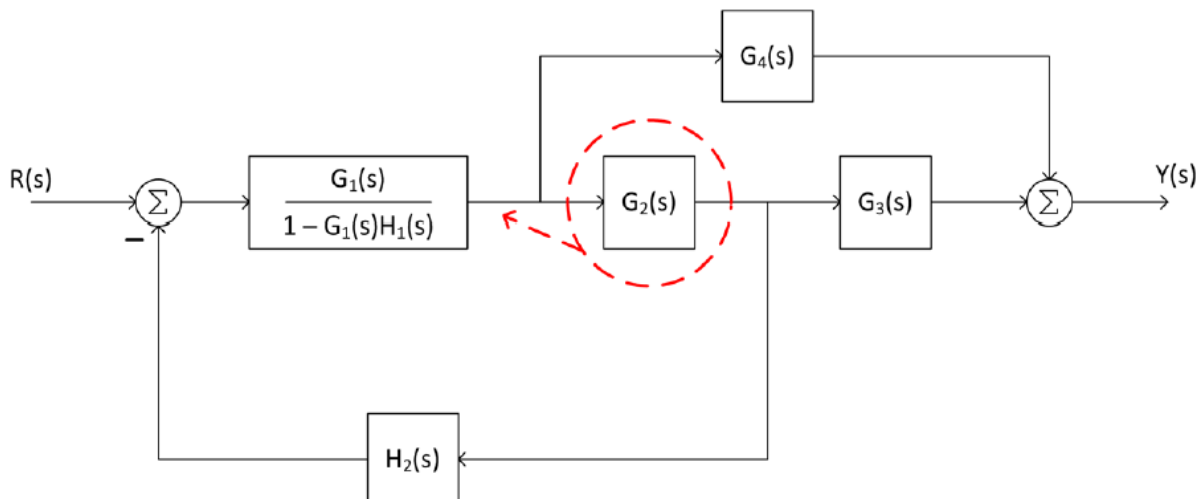 G₄(s)
R(s)
Σ
G₁(s)
1 – G₁(s)H₁(s)
G₂(s)
G₃(s)
Σ
Y(s)
–
H₂(s)